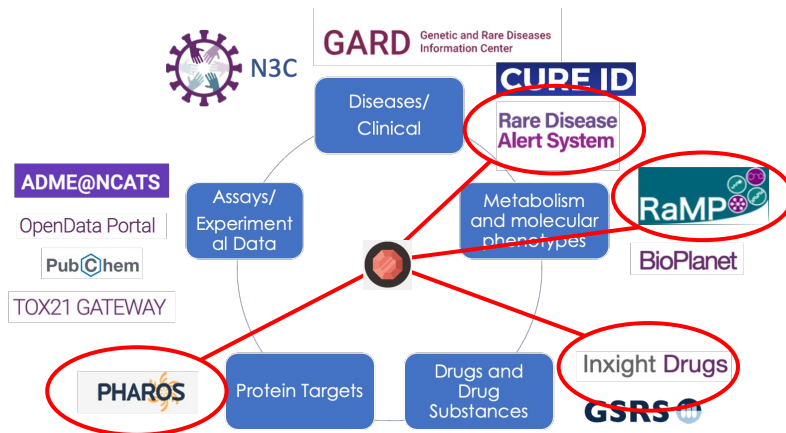 GARD
Genetic and Rare Diseases
Information Center
N3C
CURE ID
Diseases/
Clinical
Rare Disease
Alert System
ADME@NCATS
OpenData Portal
PubChem
TOX21 GATEWAY
Assays/
Experiment
al Data
Metabolism
and molecular
phenotypes
RaMP
BioPlanet
PHAROS
Protein Targets
Drugs and
Drug
Substances
Inxight Drugs
GSRS